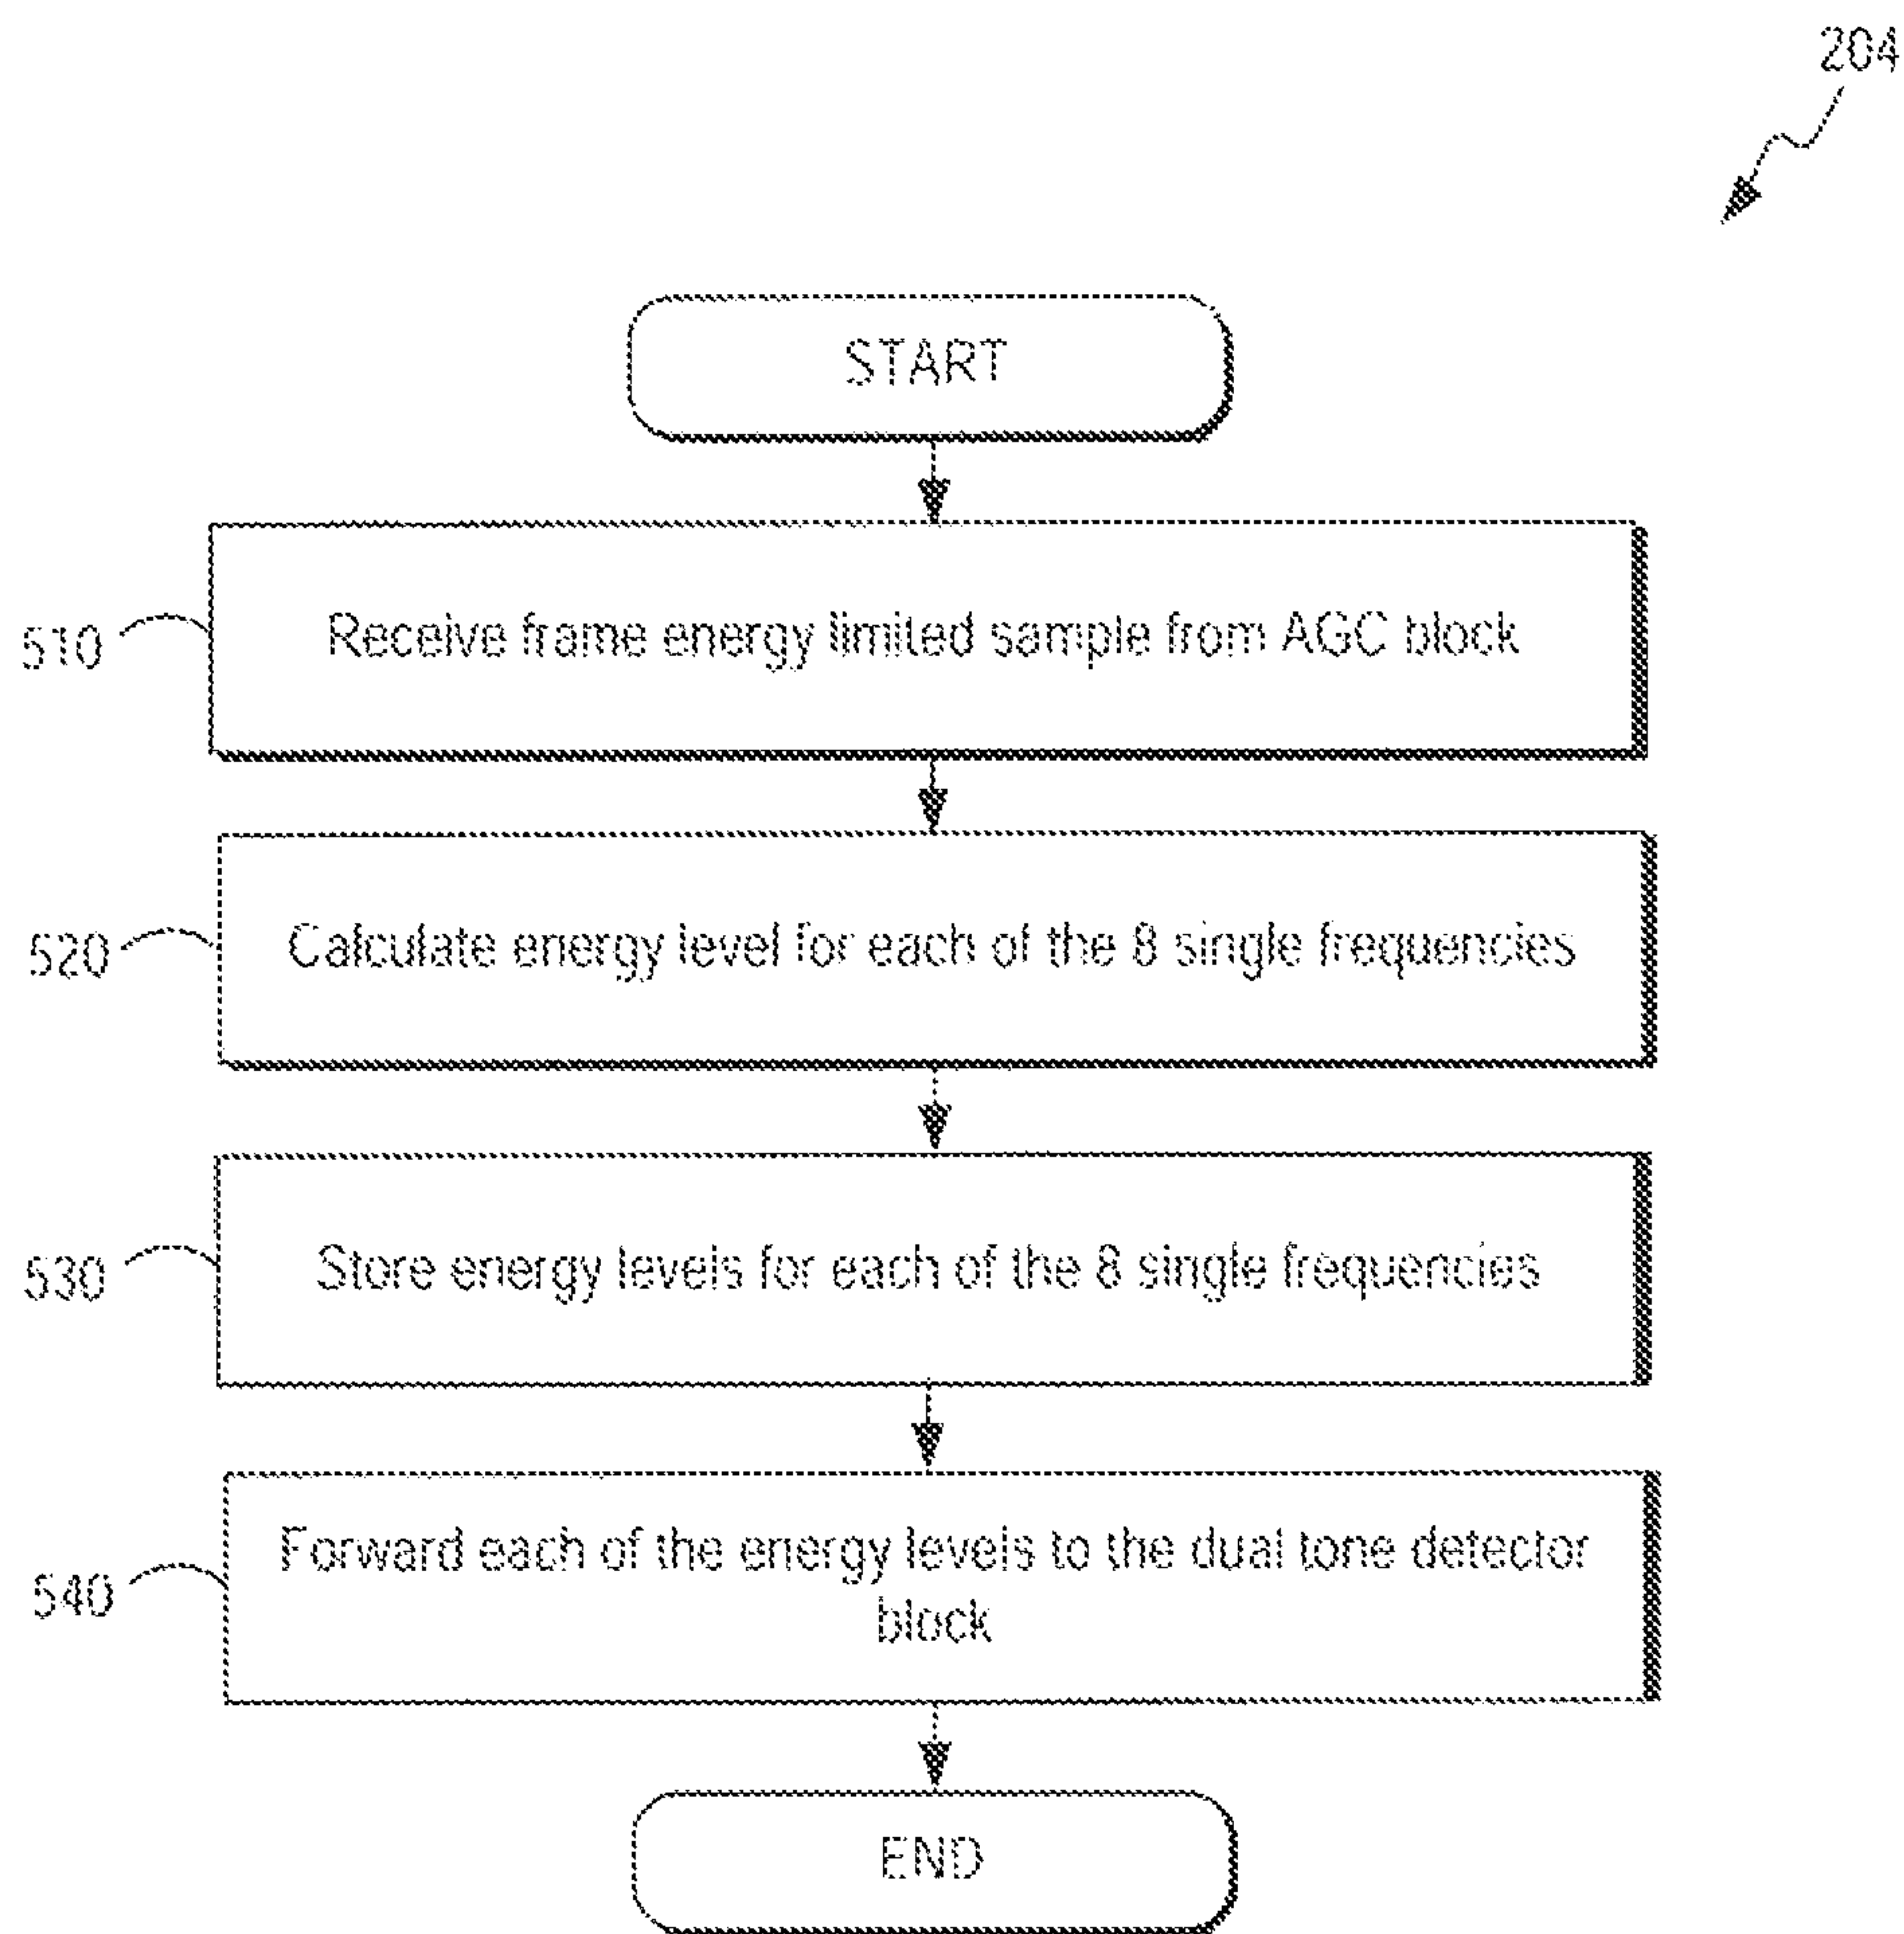 204
START
510
Receive frame energy limited sample from AGC block
520
Calculate energy level for each of the 8 single frequencies
530
Store energy levels for each of the 8 single frequencies
540
Forward each of the energy levels to the dual tone detector
block
END